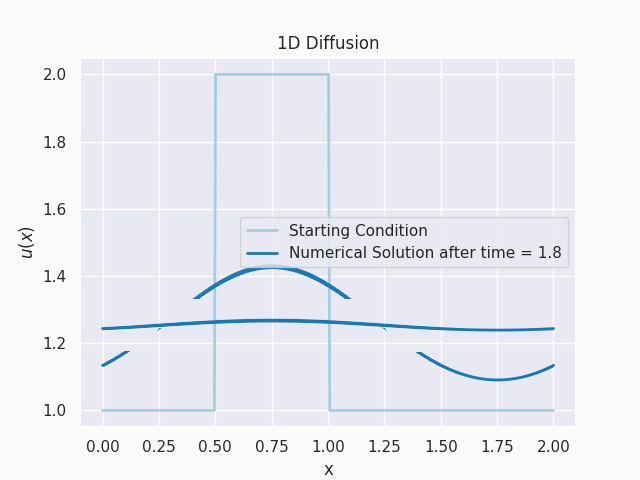 1D Diffusion
2.0
1.8
1.6
1.4
1.2
1.0
u(x)
Starting Condition
Numerical Solution after time = 1.8
0.00 0.25 0.50 0.75 1.00 1.25 1.50 1.75 2.00
x